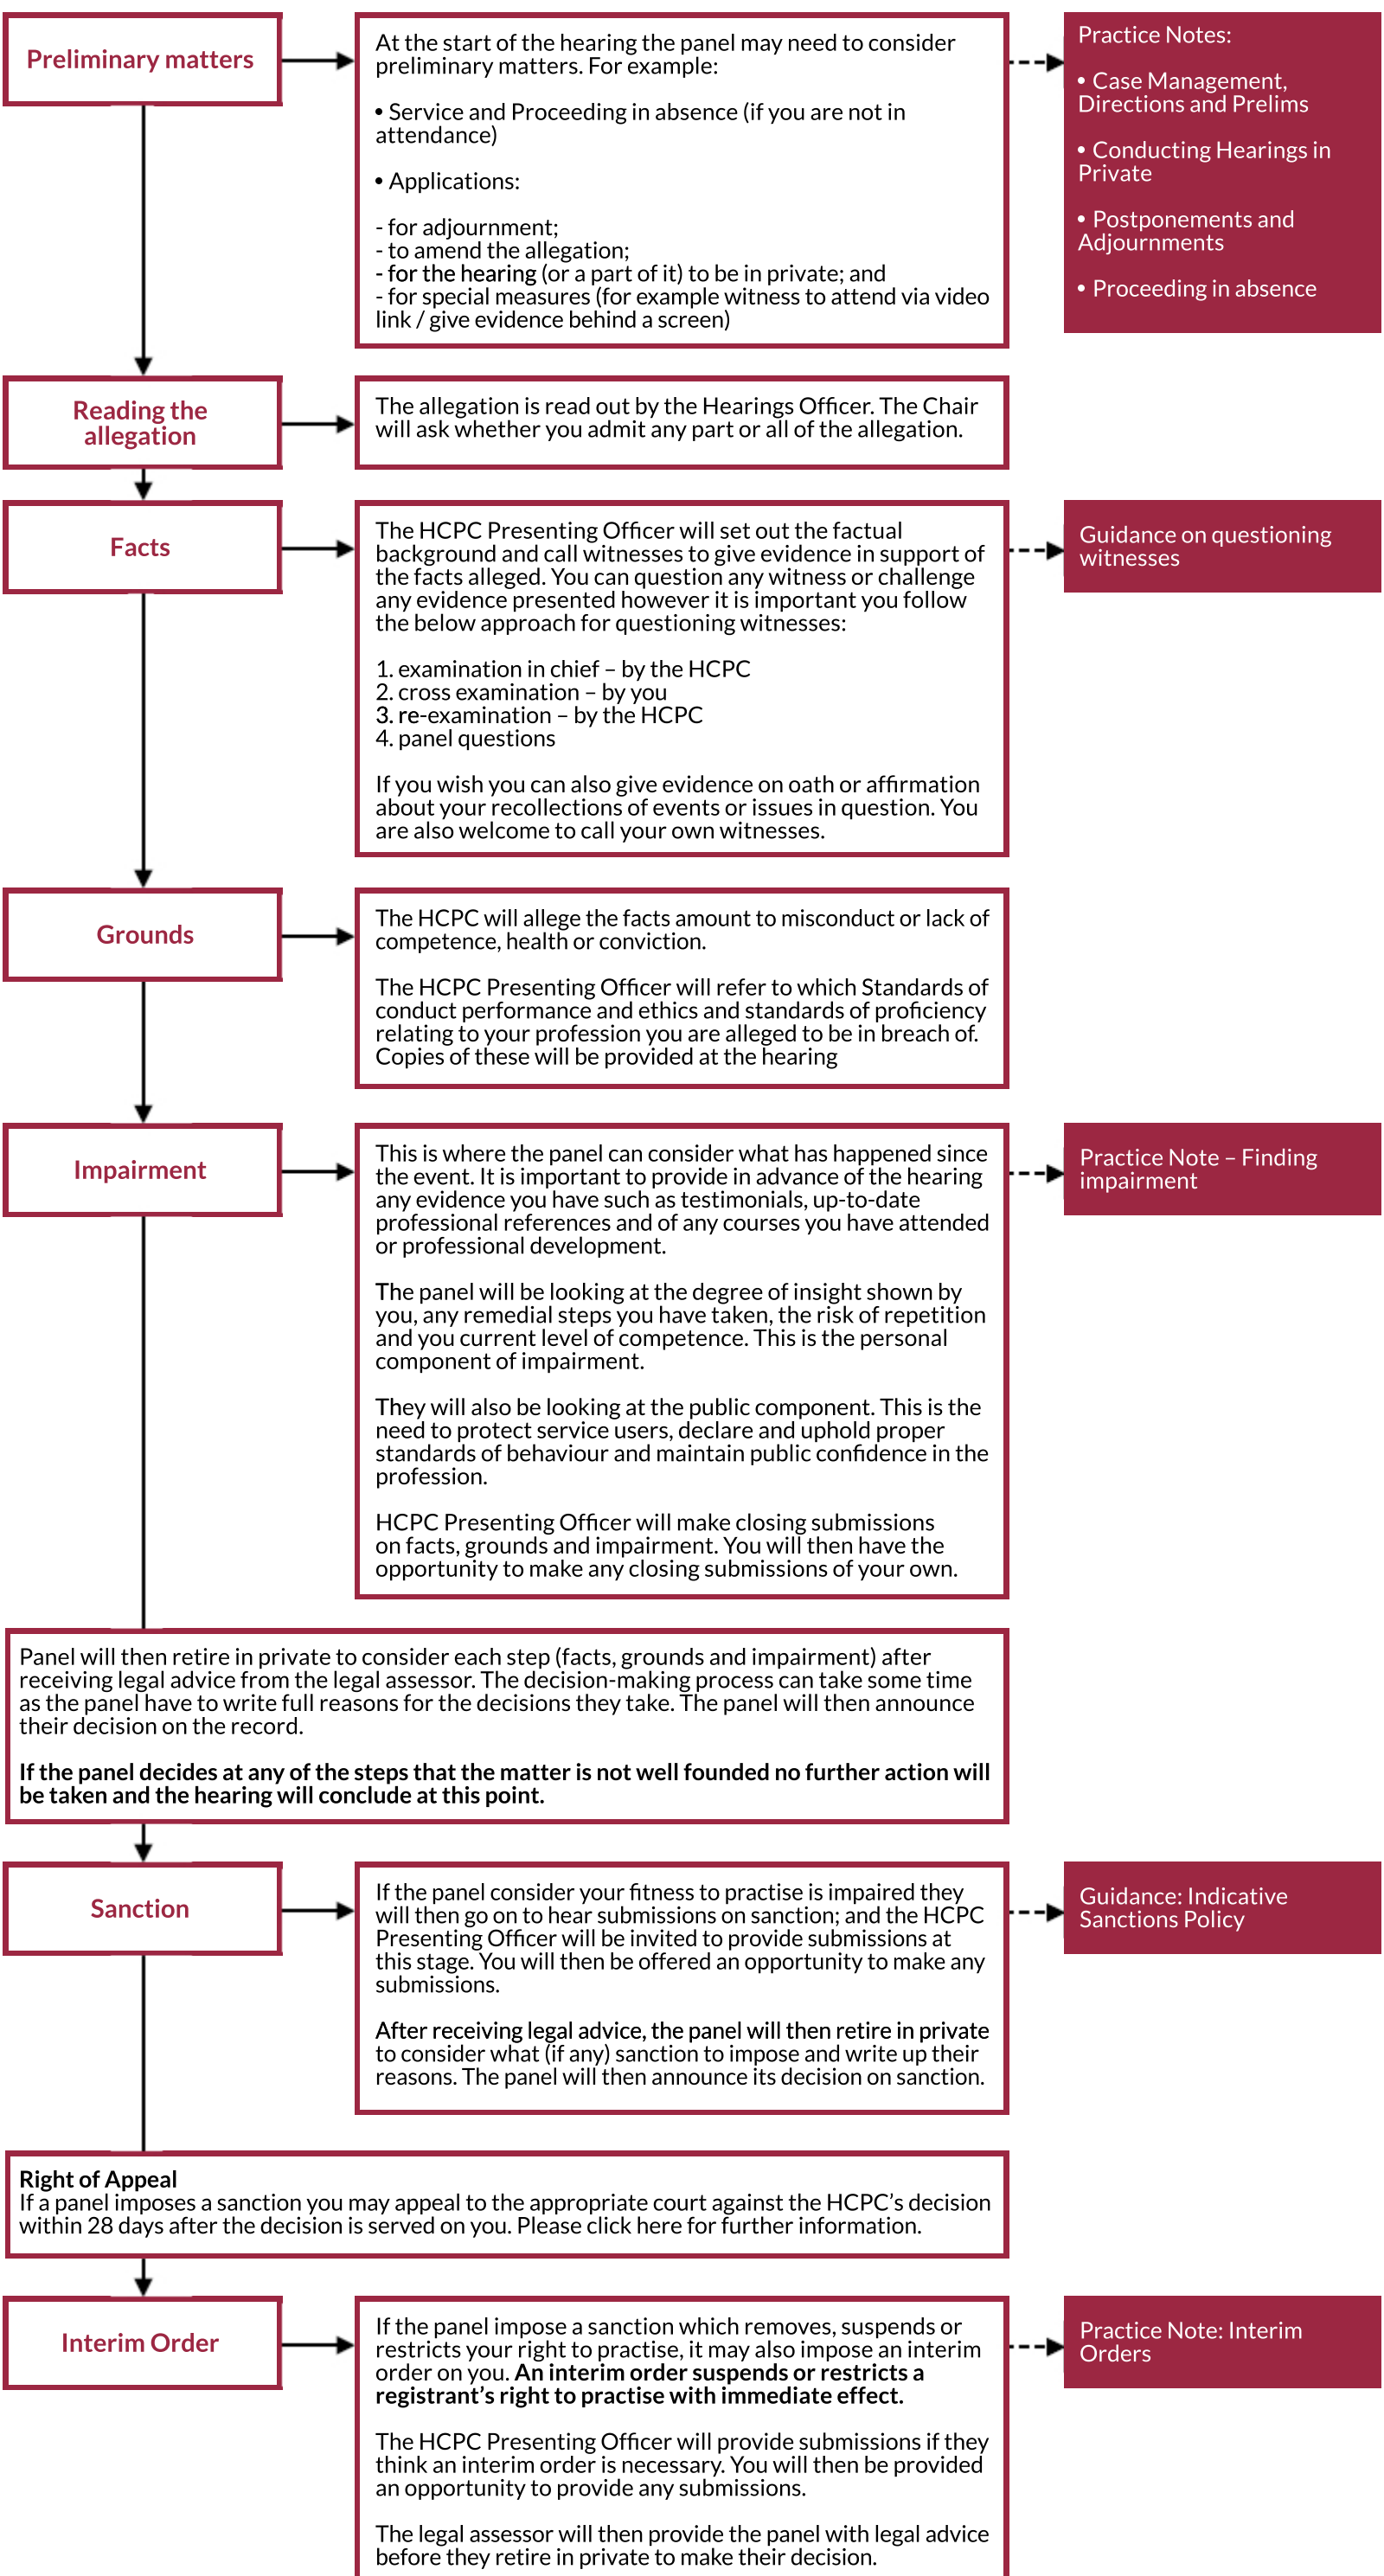 Preliminary matters
At the start of the hearing the panel may need to consider
preliminary matters. For example:
• Service and Proceeding in absence (if you are not in
attendance)
• Applications:
- for adjournment;
- to amend the allegation;
- for the hearing (or a part of it) to be in private; and
- for special measures (for example witness to attend via video
link / give evidence behind a screen)
Practice Notes:
• Case Management,
Directions and Prelims
• Conducting Hearings in
Private
• Postponements and
Adjournments
• Proceeding in absence
Reading the
allegation
The allegation is read out by the Hearings Officer. The Chair
will ask whether you admit any part or all of the allegation.
Facts
The HCPC Presenting Officer will set out the factual
background and call witnesses to give evidence in support of
the facts alleged. You can question any witness or challenge
any evidence presented however it is important you follow
the below approach for questioning witnesses:
1. examination in chief – by the HCPC
2. cross examination – by you
3. re-examination – by the HCPC
4. panel questions
If you wish you can also give evidence on oath or affirmation
about your recollections of events or issues in question. You
are also welcome to call your own witnesses.
Guidance on questioning
witnesses
Grounds
The HCPC will allege the facts amount to misconduct or lack of
competence, health or conviction.
The HCPC Presenting Officer will refer to which Standards of
conduct performance and ethics and standards of proficiency
relating to your profession you are alleged to be in breach of.
Copies of these will be provided at the hearing
Impairment
This is where the panel can consider what has happened since
the event. It is important to provide in advance of the hearing
any evidence you have such as testimonials, up-to-date
professional references and of any courses you have attended
or professional development.
The panel will be looking at the degree of insight shown by
you, any remedial steps you have taken, the risk of repetition
and you current level of competence. This is the personal
component of impairment.
They will also be looking at the public component. This is the
need to protect service users, declare and uphold proper
standards of behaviour and maintain public confidence in the
profession.
HCPC Presenting Officer will make closing submissions
on facts, grounds and impairment. You will then have the
opportunity to make any closing submissions of your own.
Practice Note – Finding
impairment
Panel will then retire in private to consider each step (facts, grounds and impairment) after
receiving legal advice from the legal assessor. The decision-making process can take some time
as the panel have to write full reasons for the decisions they take. The panel will then announce
their decision on the record.
If the panel decides at any of the steps that the matter is not well founded no further action will
be taken and the hearing will conclude at this point.
Sanction
If the panel consider your fitness to practise is impaired they
will then go on to hear submissions on sanction; and the HCPC
Presenting Officer will be invited to provide submissions at
this stage. You will then be offered an opportunity to make any
submissions.
After receiving legal advice, the panel will then retire in private
to consider what (if any) sanction to impose and write up their
reasons. The panel will then announce its decision on sanction.
Guidance: Indicative
Sanctions Policy
Right of Appeal
If a panel imposes a sanction you may appeal to the appropriate court against the HCPC's decision
within 28 days after the decision is served on you. Please click here for further information.
Interim Order
If the panel impose a sanction which removes, suspends or
restricts your right to practise, it may also impose an interim
order on you. An interim order suspends or restricts a
registrant's right to practise with immediate effect.
The HCPC Presenting Officer will provide submissions if they
think an interim order is necessary. You will then be provided
an opportunity to provide any submissions.
The legal assessor will then provide the panel with legal advice
before they retire in private to make their decision.
Practice Note: Interim
Orders